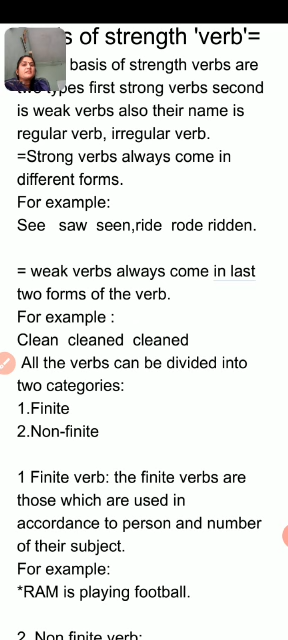 s of strength 'verb'=
basis of strength verbs are
types first strong verbs second
is weak verbs also their name is
regular verb, irregular verb.
=Strong verbs always come in
different forms.
For example:
See saw seen,ride rode ridden.
= weak verbs always come in last
two forms of the verb.
For example :
Clean cleaned cleaned
All the verbs can be divided into
two categories:
1.Finite
2.Non-finite
1 Finite verb: the finite verbs are
those which are used in
accordance to person and number
of their subject.
For example:
*RAM is playing football.
2. Non finite verb: